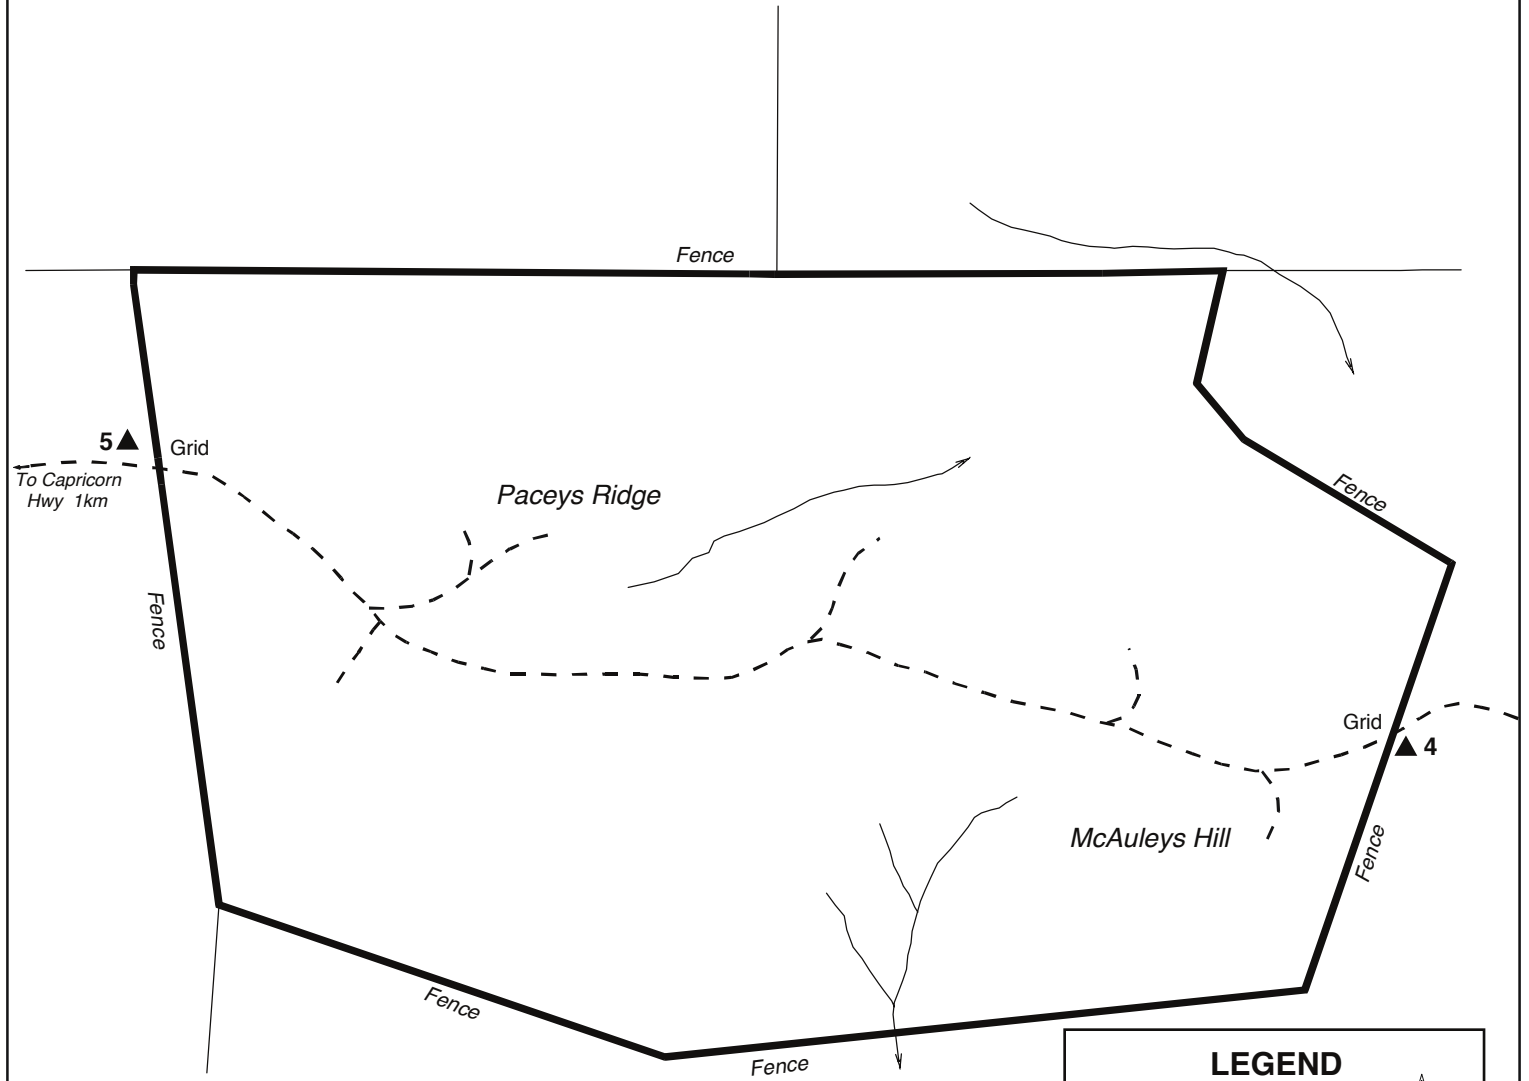 Fence
5
Grid
To Capricorn
Hwy 1km
Paceys Ridge
Fence
Fence
Grid
4
McAuleys Hill
Fence
Fence
Fence
LEGEND